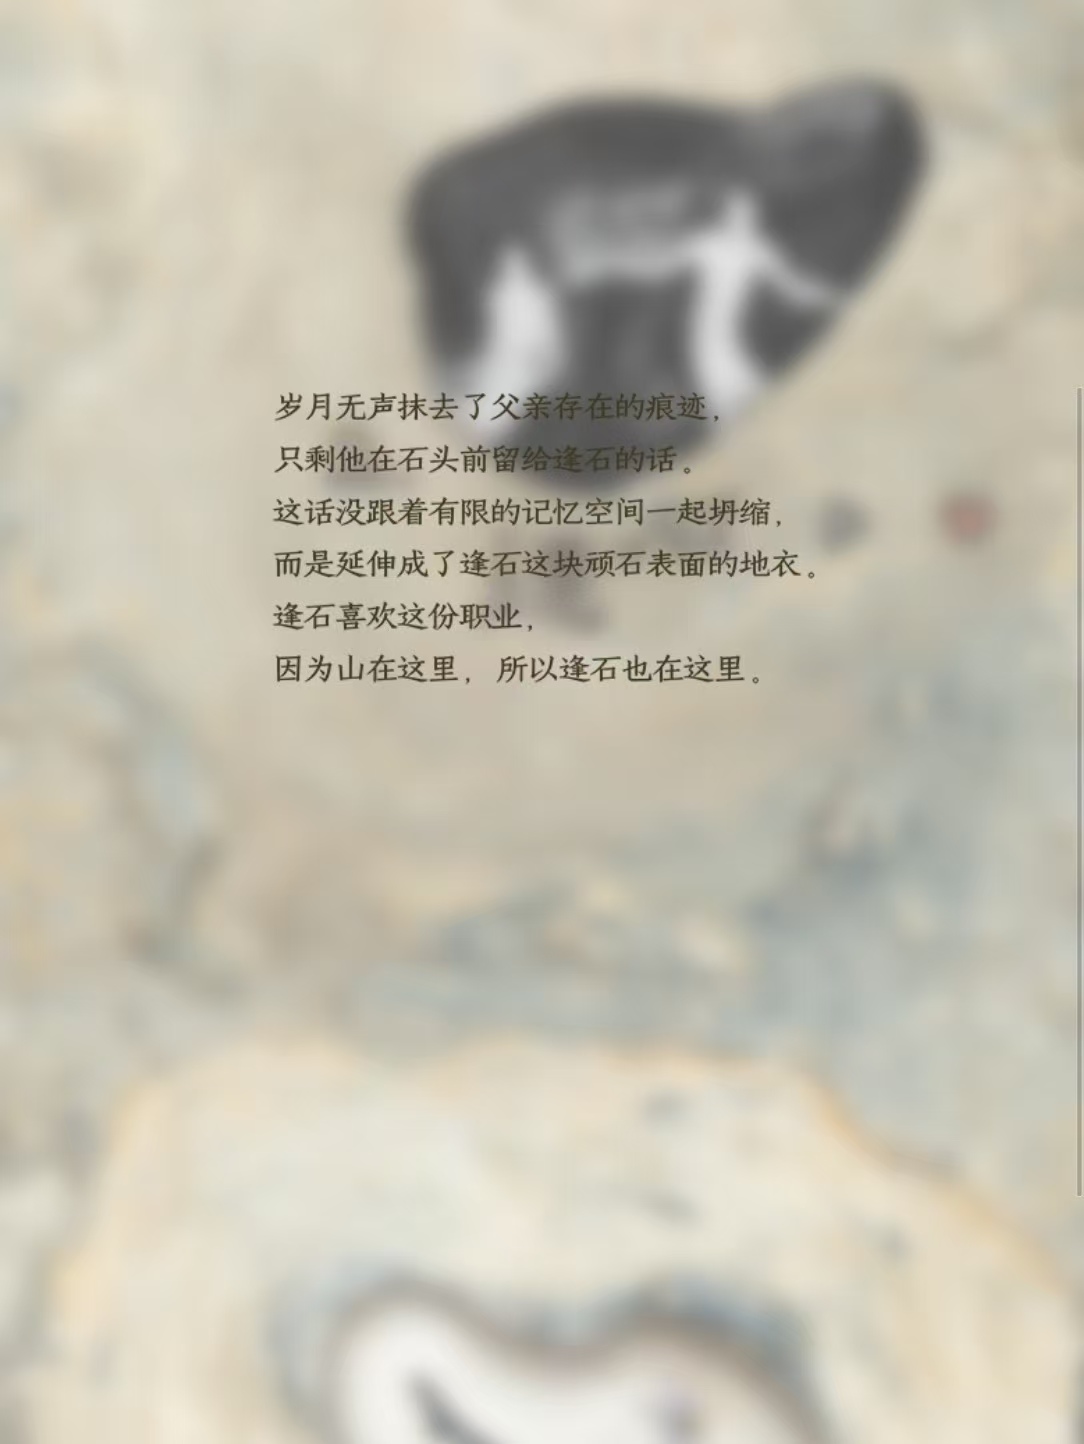 岁月无声抹去了父亲存在的痕迹，
只剩他在石头前留给逢石的话。
这话没跟着有限的记忆空间一起坍缩，
而是延伸成了逢石这块顽石表面的地衣。
逢石喜欢这份职业，
因为山在这里，所以逢石也在这里。